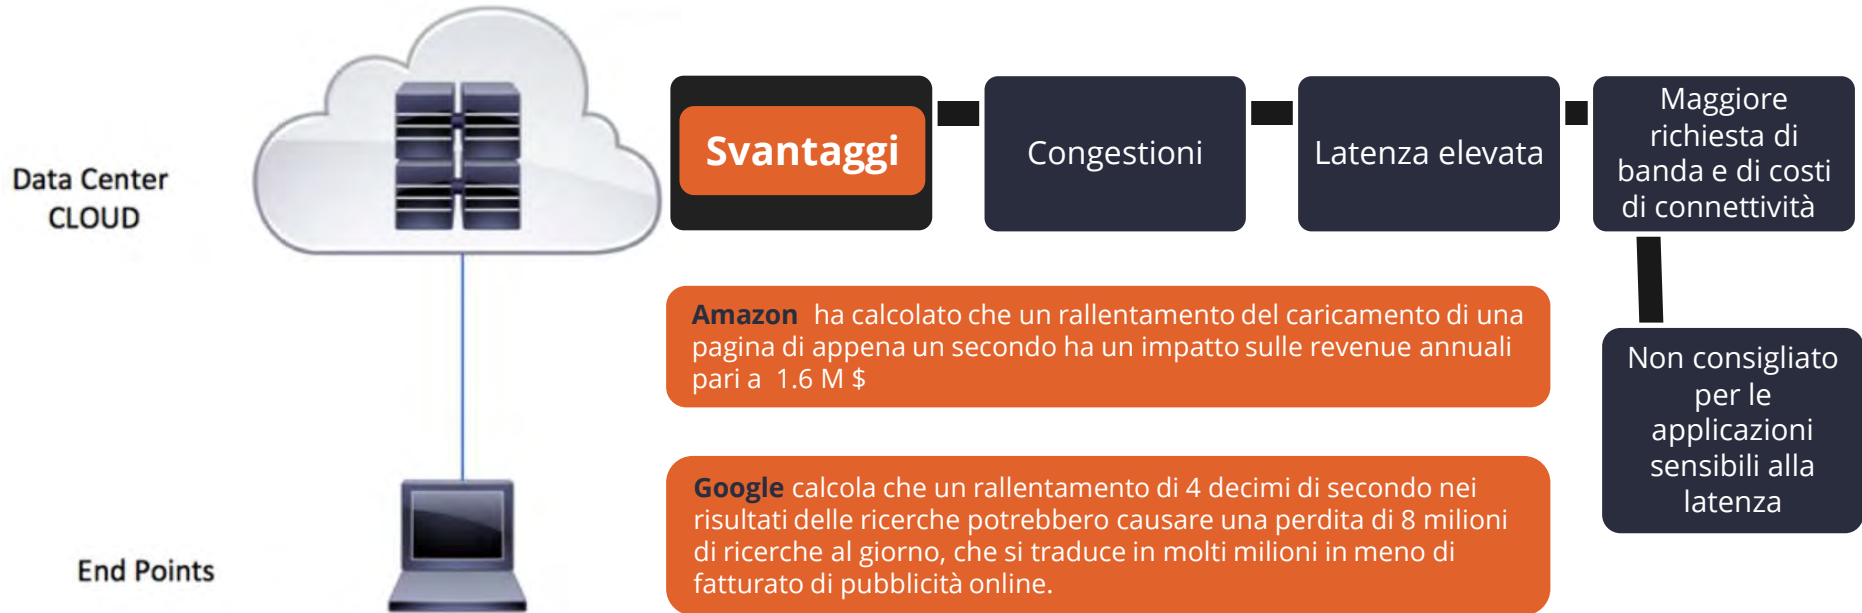 Data Center
CLOUD
End Points
Svantaggi
Congestioni
Latenza elevata
Maggiore
richiesta di
banda e di costi
di connettività
Non consigliato
per le
applicazioni
sensibili alla
latenza
Amazon ha calcolato che un rallentamento del caricamento di una
pagina di appena un secondo ha un impatto sulle revenue annuali
pari a 1.6 M $
Google calcola che un rallentamento di 4 decimi di secondo nei
risultati delle ricerche potrebbero causare una perdita di 8 milioni
di ricerche al giorno, che si traduce in molti milioni in meno di
fatturato di pubblicità online.